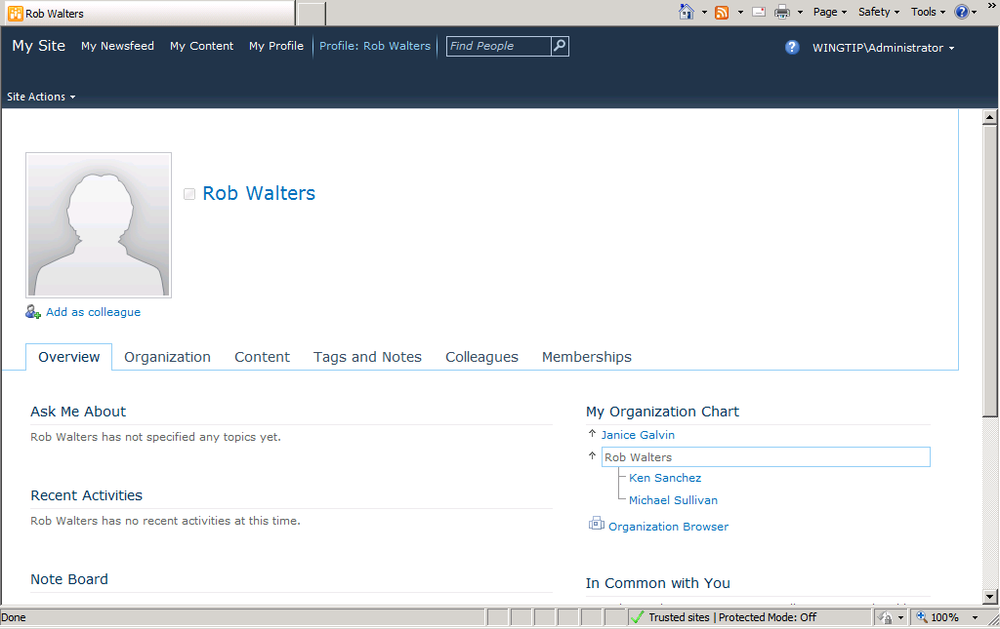 Rob Walters
Page Safety Tools
My Site My Newsfeed My Content My Profile Profile: Rob Walters Find People WINGTIP\Administrator
Site Actions
Rob Walters
Add as colleague
Overview Organization Content Tags and Notes Colleagues Memberships
Ask Me About
Rob Walters has not specified any topics yet.
Recent Activities
Rob Walters has no recent activities at this time.
Note Board
My Organization Chart
Janice Galvin
Rob Walters
Ken Sanchez
Michael Sullivan
Organization Browser
In Common with You
Done Trusted sites | Protected Mode: Off 100%